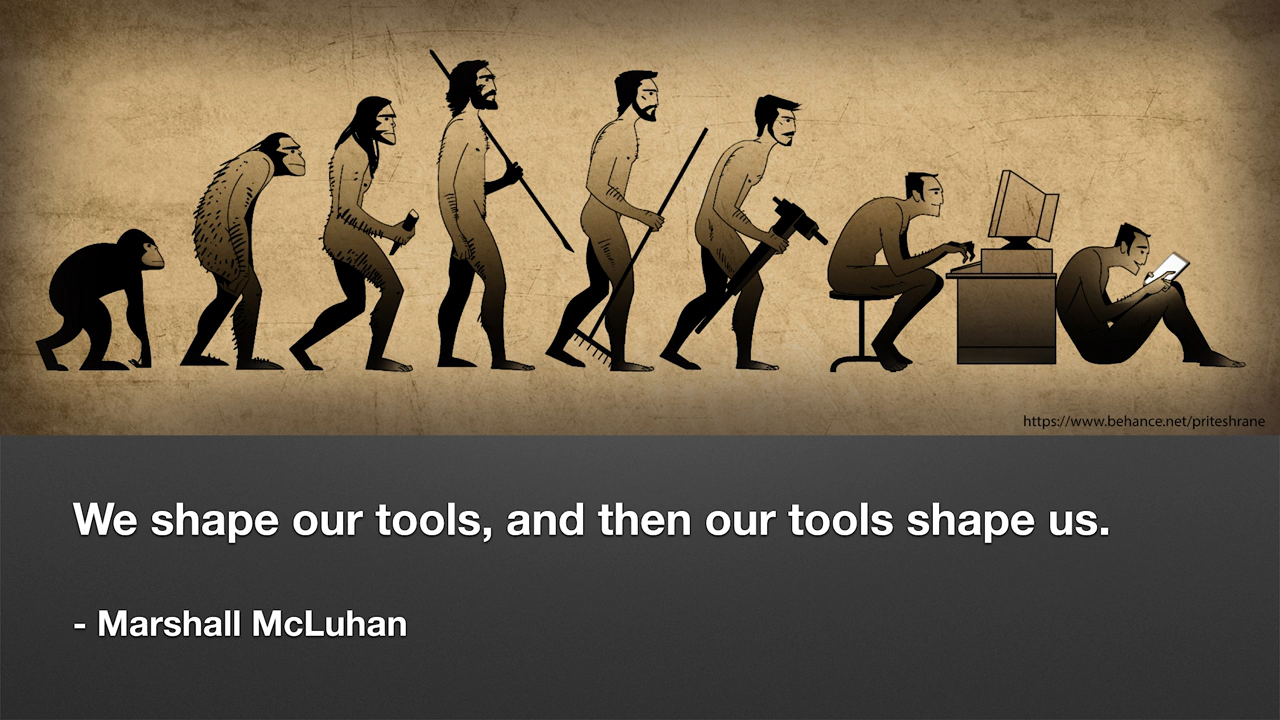 https://www.behance.net/priteshrane
We shape our tools, and then our tools shape us.
- Marshall McLuhan